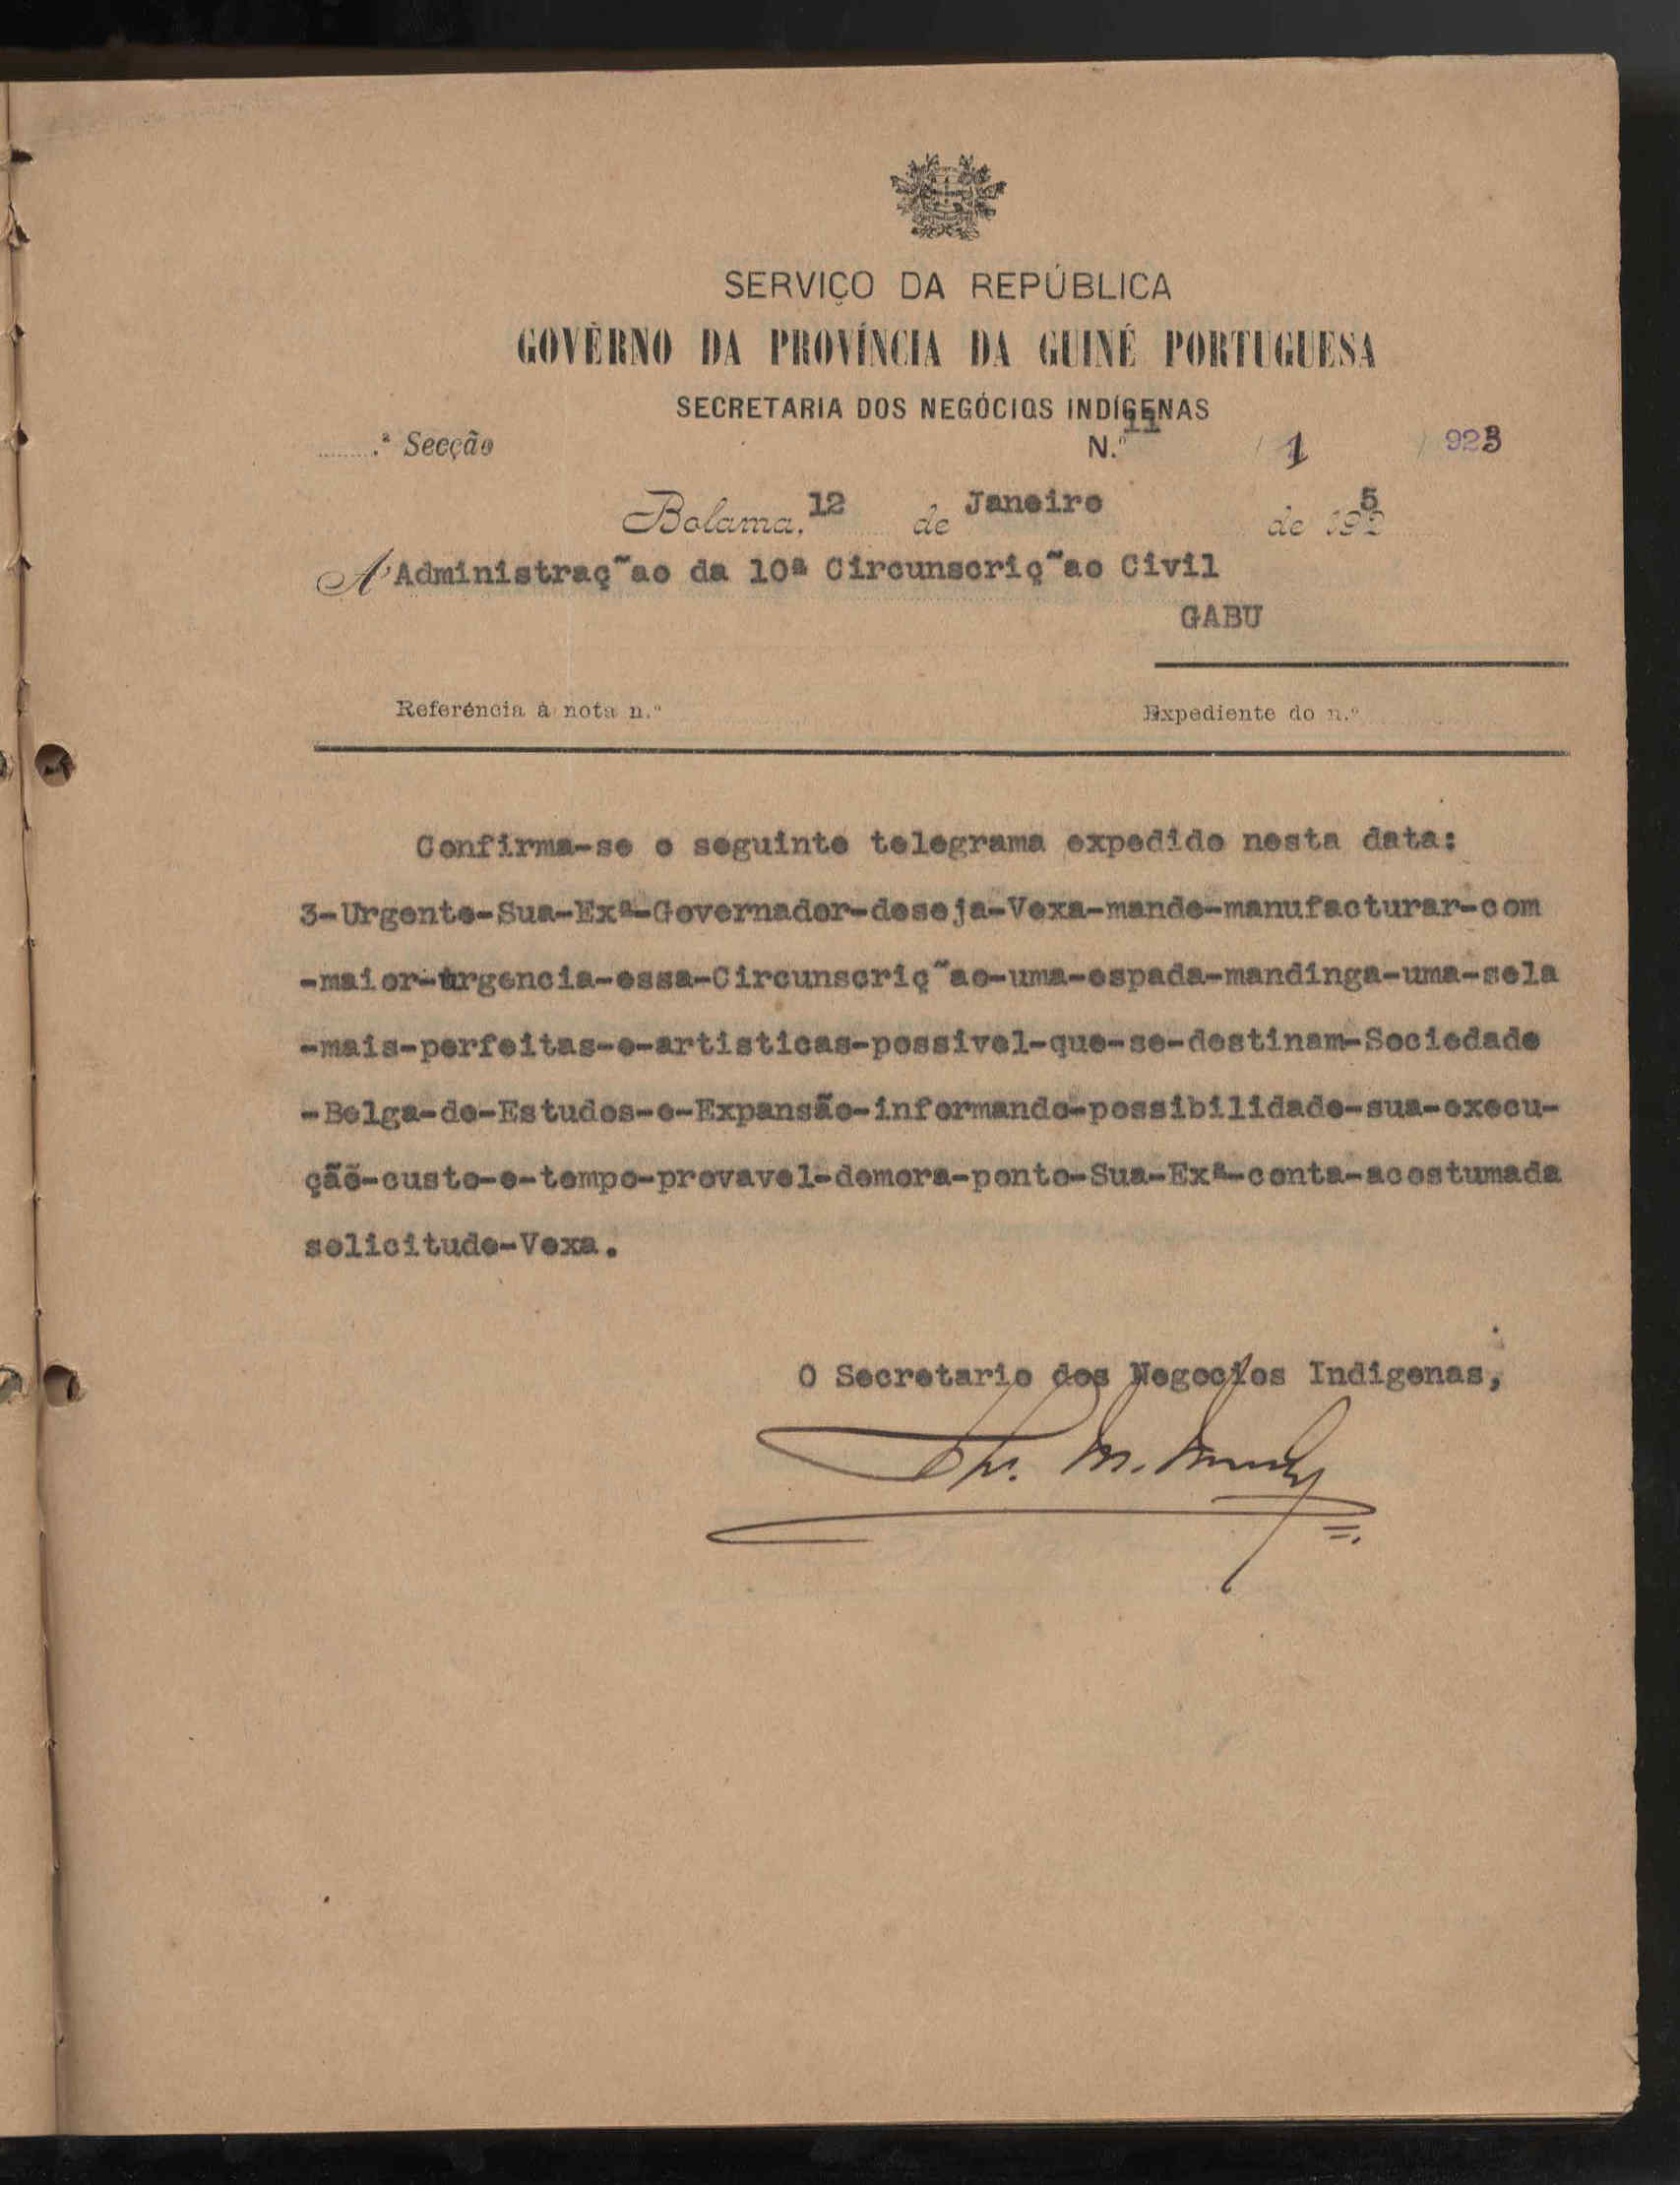 SERVIÇO DA REPÚBLICA
GOVÊRNO DA PROVÍNCIA DA GUINÉ PORTUGUESA
SECRETARIA DOS NEGÓCIOS INDÍGENAS
.ª Secção N.º 11 / 1 / 923
Bolama, 12 de Janeiro de 1925
A' Administraç~ao da 10ª Circunscriç~ao Civil
GABU
Referência à nota n.º Expediente do n.º
Confirma-se o seguinte telegrama expedido nesta data:
3-Urgente-Sua-Exª-Governador-deseja-Vexa-mande-manufacturar-com
-maior-urgencia-essa-Circunscriç~ao-uma-espada-mandinga-uma-sela
-mais-perfeitas-e-artisticas-possivel-que-se-destinam-Sociedade
-Belga-de-Estudos-e-Expansão-informando-possibilidade-sua-execu-
ção-custo-e-tempo-provavel-demora-ponto-Sua-Exª-conta-acostumada
solicitude-Vexa.
O Secretario dos Negocios Indigenas,